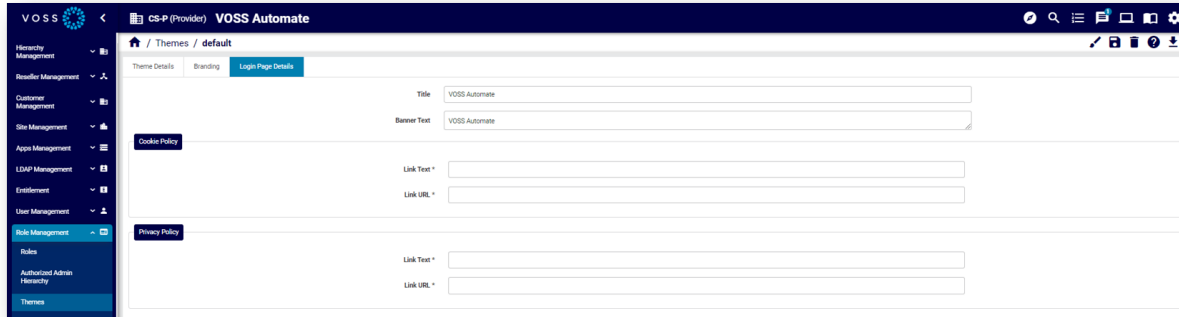 VOSS
CS-P (Provider) VOSS Automate
1
/ Themes / default
Theme Details Branding Login Page Details
Hierarchy
Management
Reseller Management
Customer
Management
Site Management
Apps Management
LDAP Management
Entitlement
User Management
Role Management
Roles
Authorized Admin
Hierarchy
Themes
Title VOSS Automate
Banner Text VOSS Automate
Cookie Policy
Link Text *
Link URL *
Privacy Policy
Link Text *
Link URL *